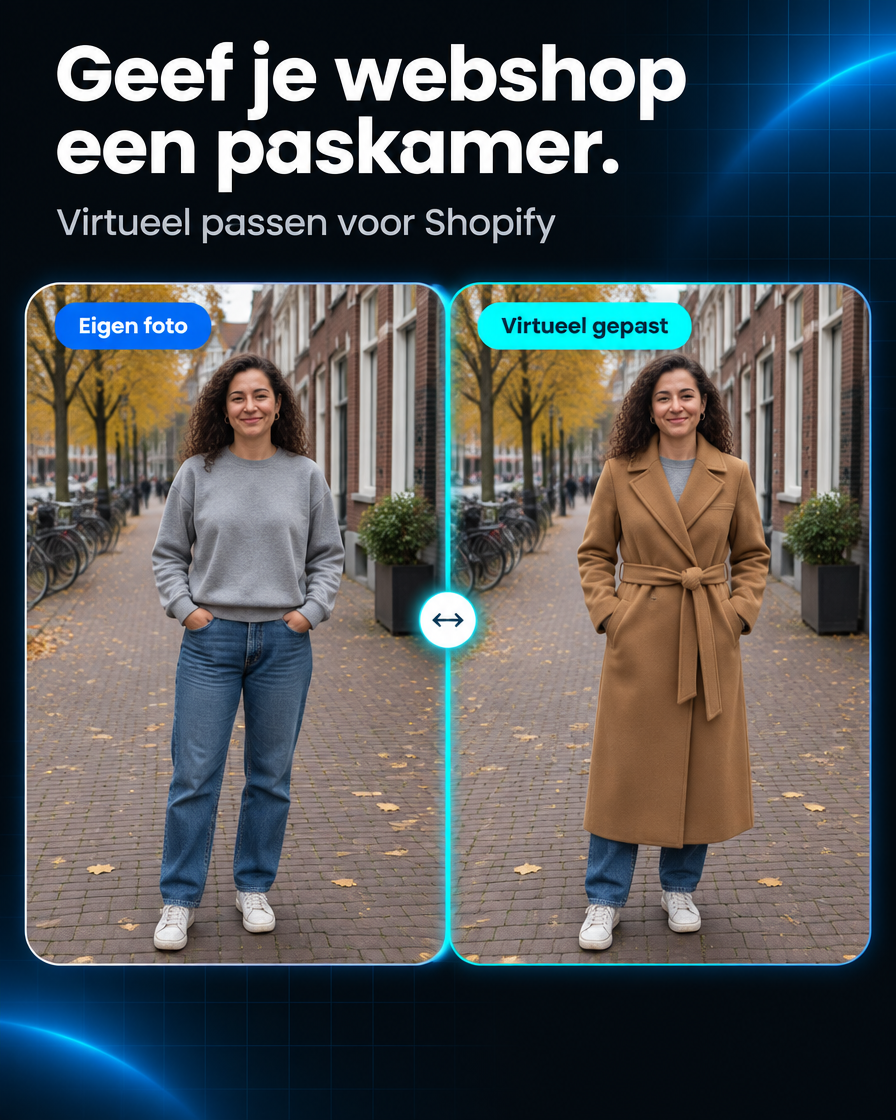 Geef je webshop
een paskamer.
Virtueel passen voor Shopify
Eigen foto
Virtueel gepast